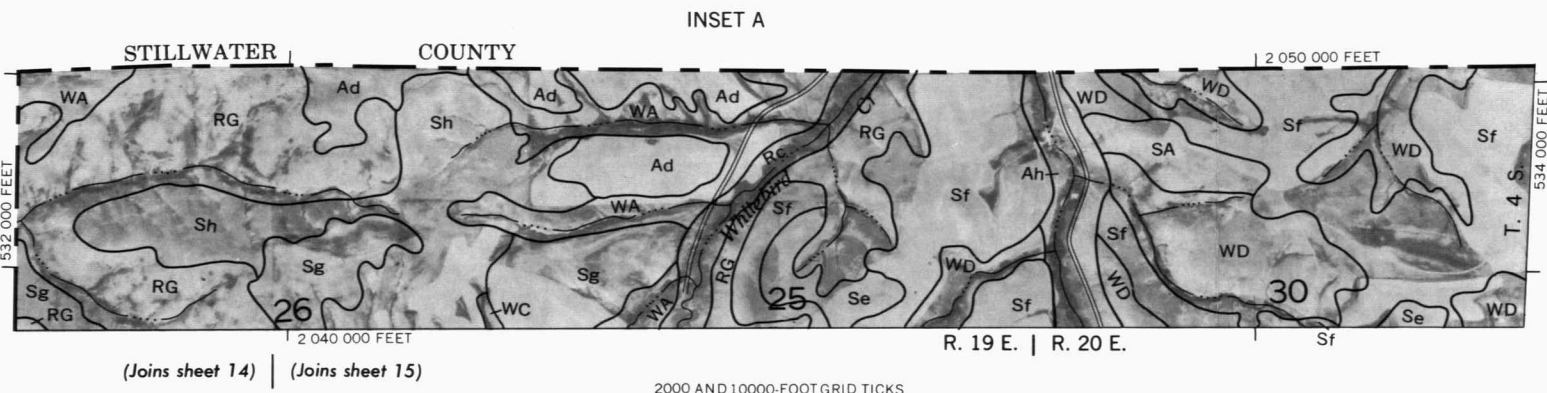 INSET A
STILLWATER COUNTY
2 050 000 FEET
WA
Ad
RG
Sh
Ad
WA
Ad
Cr
RG
WD
WD
Sf
WD
Sf
532 000 FEET
534 000 FEET
T. 4 S.
Ad
Rc
Whitebird
Sf
Sf
Ah
SA
Sh
WA
Sf
WD
Sg
RG
Sg
RG
26
Sg
WC
WA
RG
25
Se
WD
Sf
WD
30
Se
WD
Sf
2 040 000 FEET
R. 19 E. | R. 20 E.
(Joins sheet 14) | (Joins sheet 15)
2000 AND 10000-FOOT GRID TICKS